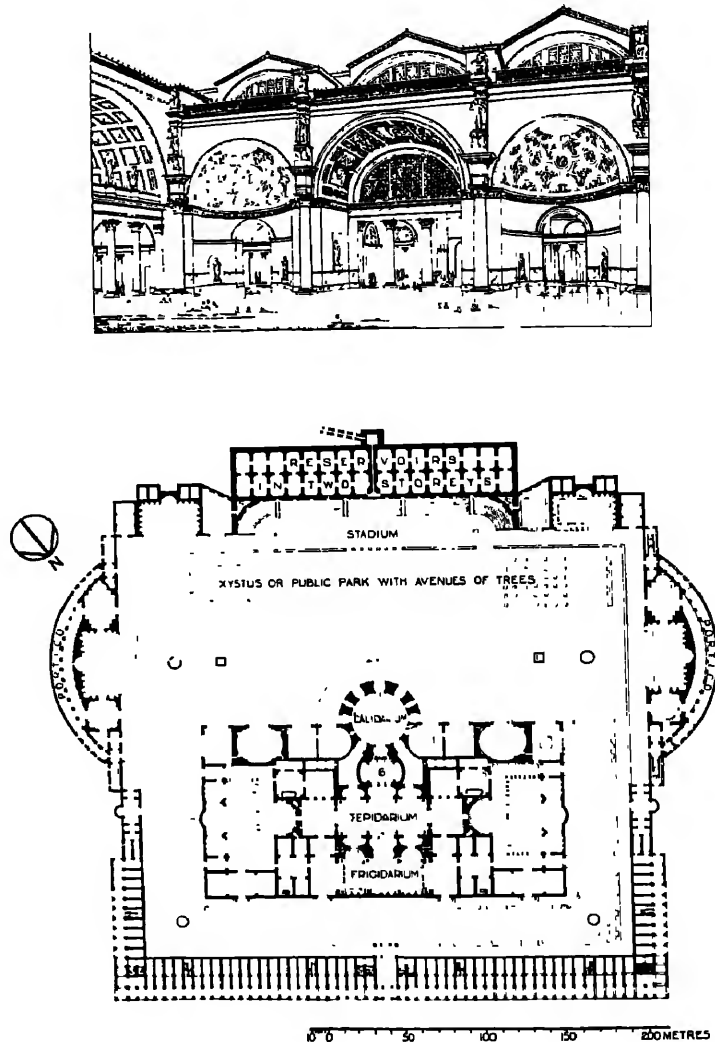 RESERVOIRS
IN TWO STOREYS
STADIUM
XYSTUS OR PUBLIC PARK WITH AVENUES OF TREES
N
PORTICO
PORTICO
CALIDARIUM
6
TEPIDARIUM
FRIGIDARIUM
10 0 50 100 150 200 METRES